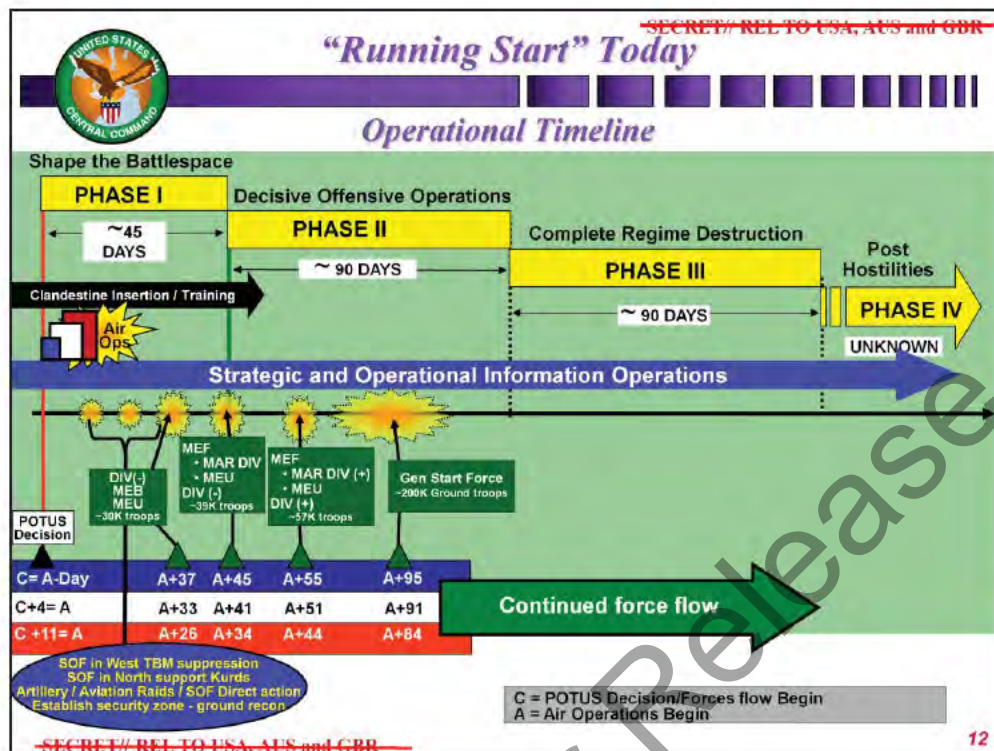 SECRET// REL TO USA, AUS and GBR
"Running Start" Today
UNITED STATES
CENTRAL COMMAND
Operational Timeline
Shape the Battlespace
PHASE I
Decisive Offensive Operations
~45
DAYS
PHASE II
Complete Regime Destruction
~ 90 DAYS
PHASE III
Post
Hostilities
Clandestine Insertion / Training
~ 90 DAYS
PHASE IV
Air
Ops
UNKNOWN
Strategic and Operational Information Operations
DIV(-)
MEB
MEU
~30K troops
MEF
• MAR DIV
• MEU
DIV (-)
~39K troops
MEF
• MAR DIV (+)
• MEU
DIV (+)
~57K troops
Gen Start Force
~200K Ground troops
POTUS
Decision
C= A-Day A+37 A+45 A+55 A+95
C+4= A A+33 A+41 A+51 A+91
C +11= A A+26 A+34 A+44 A+84
Continued force flow
SOF in West TBM suppression
SOF in North support Kurds
Artillery / Aviation Raids / SOF Direct action
Establish security zone - ground recon
C = POTUS Decision/Forces flow Begin
A = Air Operations Begin
SECRET// REL TO USA, AUS and GBR
12
Release